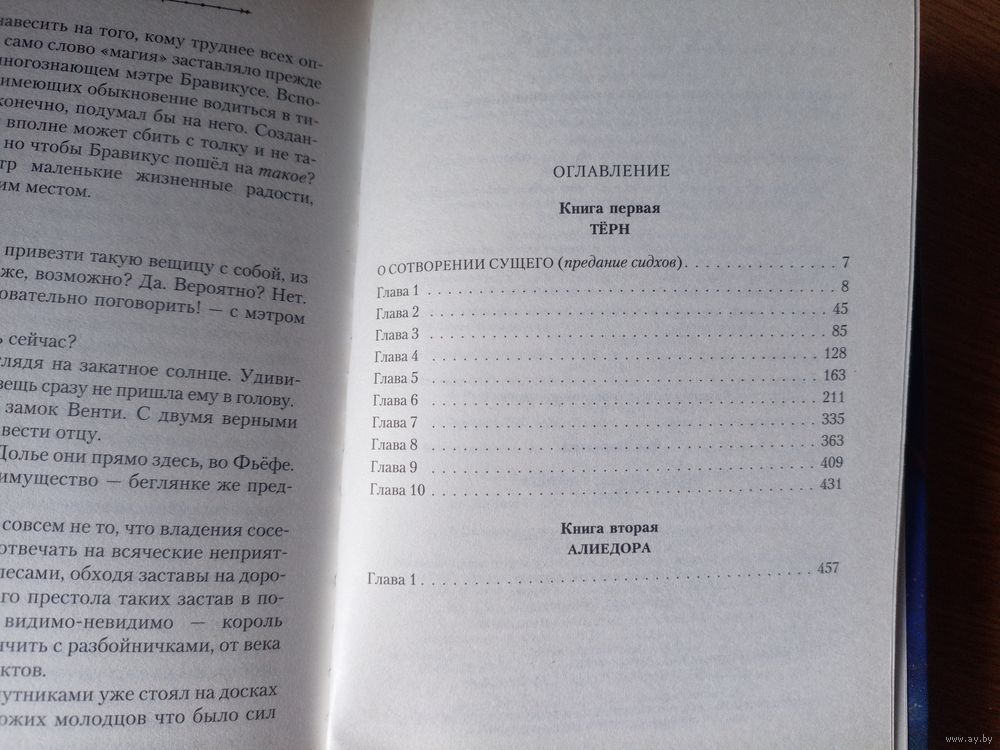 навесить на того, кому труднее всех оп-
само слово «магия» заставляло прежде
многознающем мэтре Бравикусе. Вспо-
имеющих обыкновение водиться в ти-
конечно, подумал бы на него. Создан-
вполне может сбить с толку и не та-
но чтобы Бравикус пошёл на такое?
маленькие жизненные радости,
местом.
привезти такую вещицу с собой, из
же, возможно? Да. Вероятно? Нет.
поговорить! — с мэтром
сейчас?
глядя на закатное солнце. Удиви-
вещь сразу не пришла ему в голову.
замок Венти. С двумя верными
вести отцу.
Долье они прямо здесь, во Фьёфе.
имущество — беглянке же пред-
совсем не то, что владения сосе-
отвечать на всяческие неприят-
лесами, обходя заставы на доро-
престола таких застав в по-
видимо-невидимо — король
разбойничками, от века
уже стоял на досках
молодцов что было сил
ОГЛАВЛЕНИЕ
Книга первая
ТЁРН
О СОТВОРЕНИИ СУЩЕГО (предание сидхов) . . . . . . . . . . . . . . . . 7
Глава 1 . . . . . . . . . . . . . . . . 8
Глава 2 . . . . . . . . . . . . . . . . 45
Глава 3 . . . . . . . . . . . . . . . . 85
Глава 4 . . . . . . . . . . . . . . . . 128
Глава 5 . . . . . . . . . . . . . . . . 163
Глава 6 . . . . . . . . . . . . . . . . 211
Глава 7 . . . . . . . . . . . . . . . . 335
Глава 8 . . . . . . . . . . . . . . . . 363
Глава 9 . . . . . . . . . . . . . . . . 409
Глава 10 . . . . . . . . . . . . . . . . 431
Книга вторая
АЛИЕДОРА
Глава 1 . . . . . . . . . . . . . . . . 457
www.ay.by